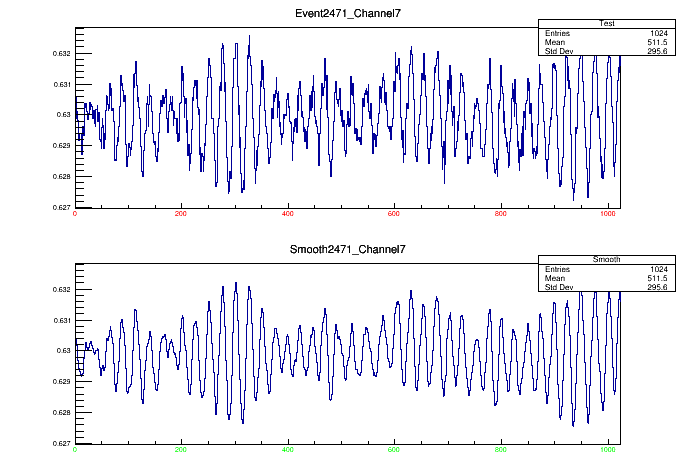 Event2471_Channel7
Test
Entries 1024
Mean 511.5
Std Dev 295.6
0.632
0.631
0.63
0.629
0.628
0.627
0 200 400 600 800 1000
Smooth2471_Channel7
Smooth
Entries 1024
Mean 511.5
Std Dev 295.6
0.632
0.631
0.63
0.629
0.628
0.627
0 200 400 600 800 1000